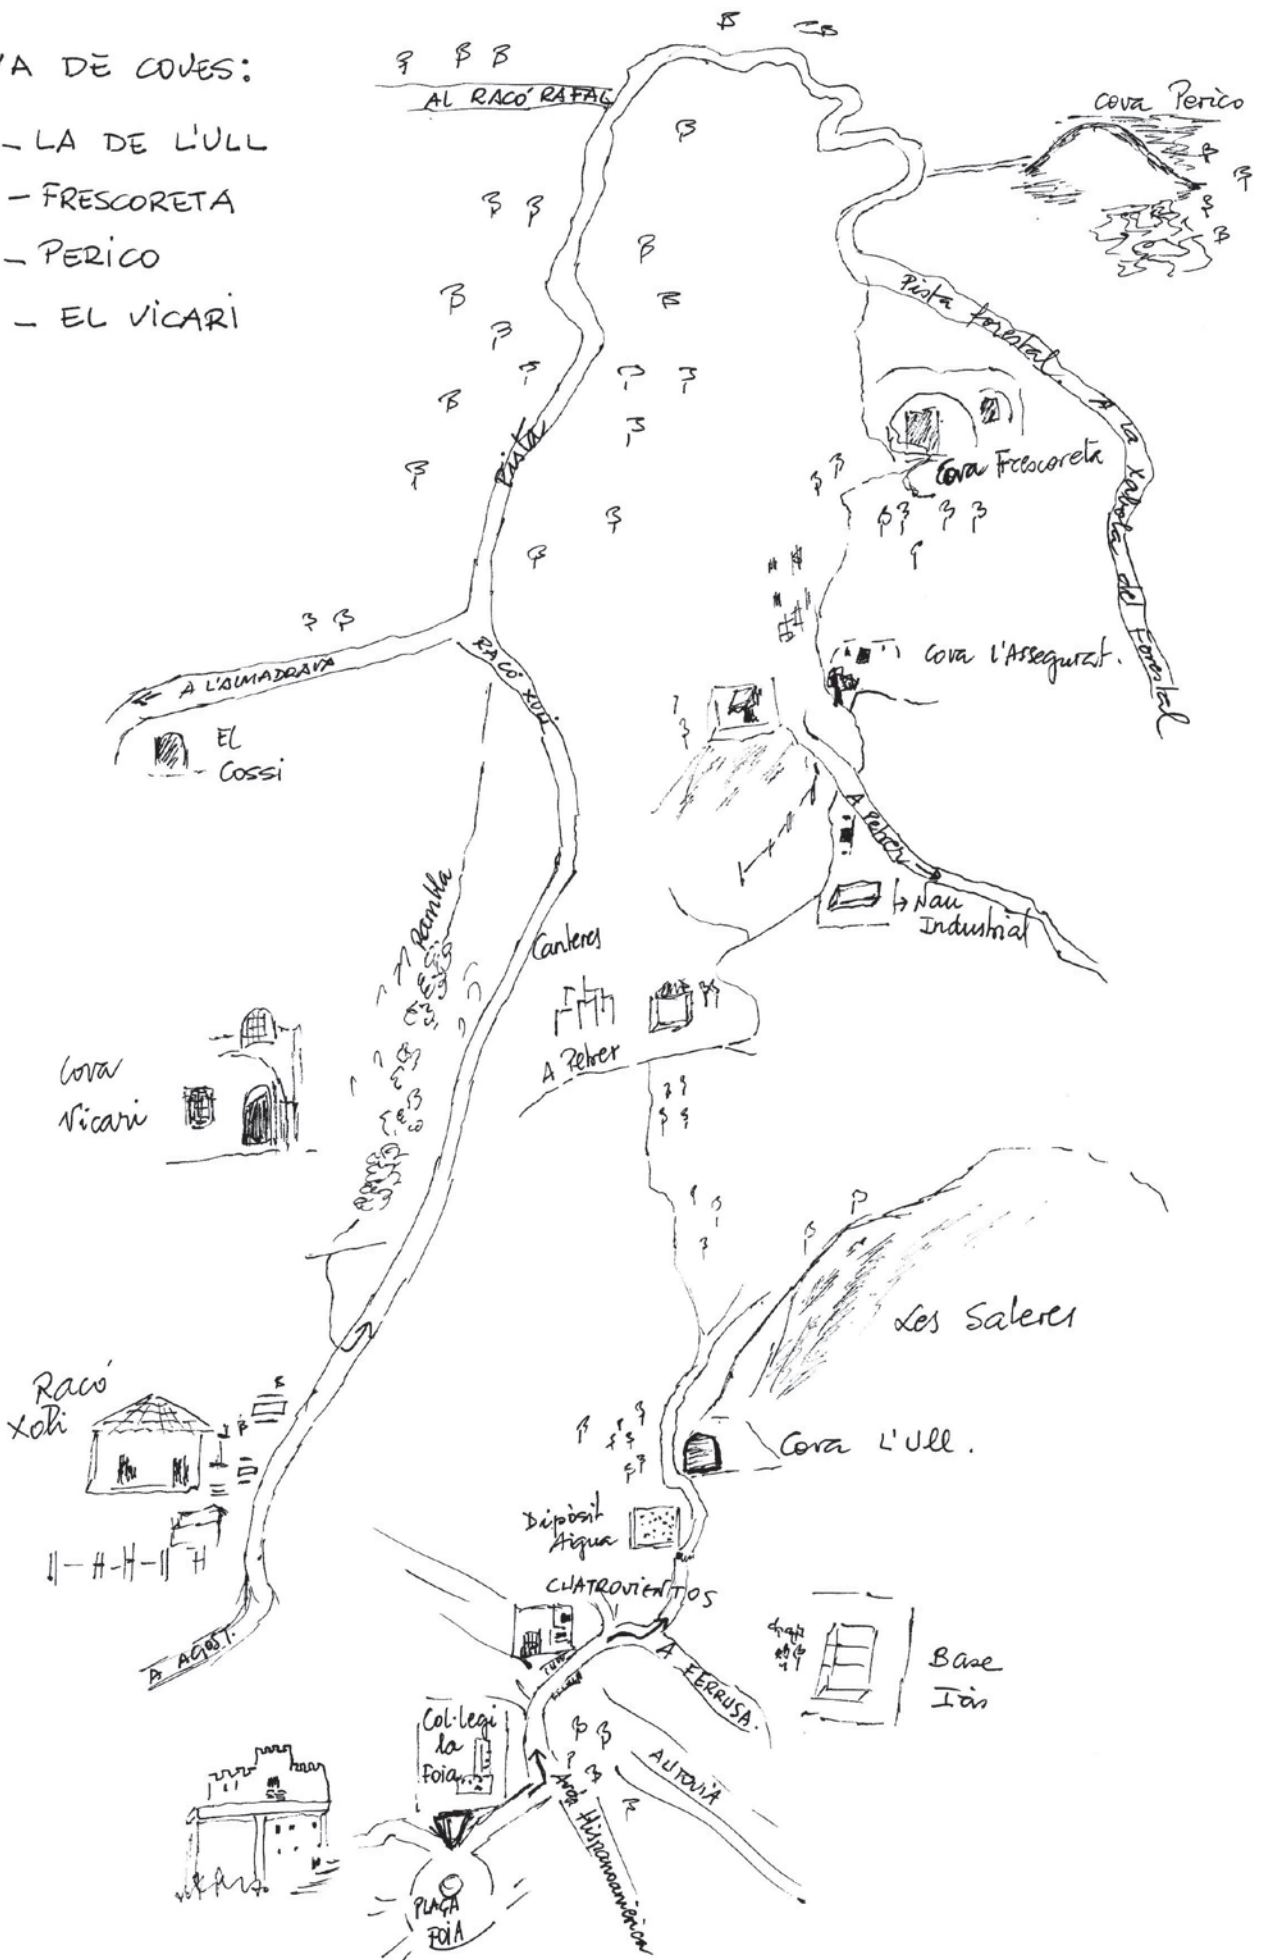 VA DE COVES:
- LA DE L'ULL
- FRESCORETA
- PERICO
- EL VICARI
AL RACÓ RAFAEL
Cova Perico
Pista forestal. A la Xabola del Forestal
Cova Frescoreta
Pista
Cova l'Assegurat.
← A L'ALMADRAVA
RACÓ XOLI.
EL
COSSI
A Petrer →
Nau
Industrial
Rambla
Canteres
A Petrer
Cova
Vicari
Les Saleres
Racó
Xoli
Cova L'Ull.
Dipòsit
Aigua
CUATROVIENTOS
A AGOST.
A FERRUSA.
Base
Col·legi
la
Foia
AUTOVIA
Avda Hispanoamèrica
PLAÇA
FOIA